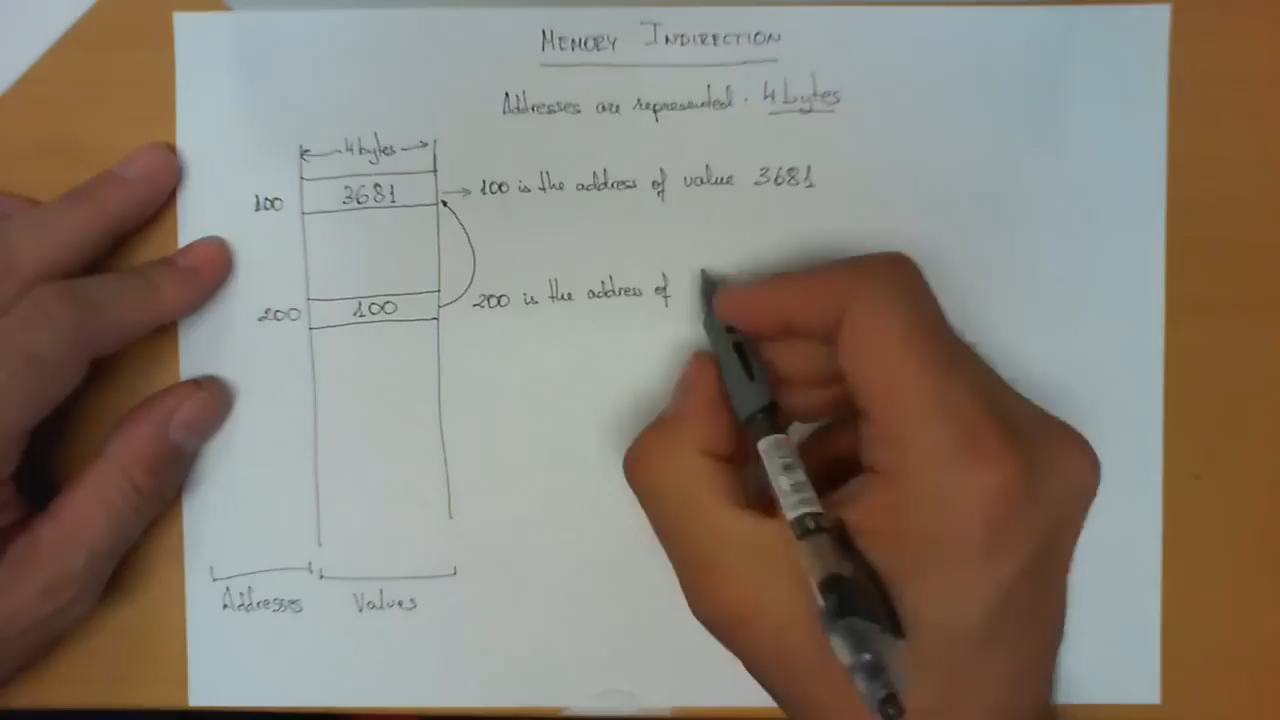 MEMORY INDIRECTION
Addresses are represented. 4 bytes
4 bytes
100 3681 → 100 is the address of value 3681
200 100 200 is the address of
Addresses Values